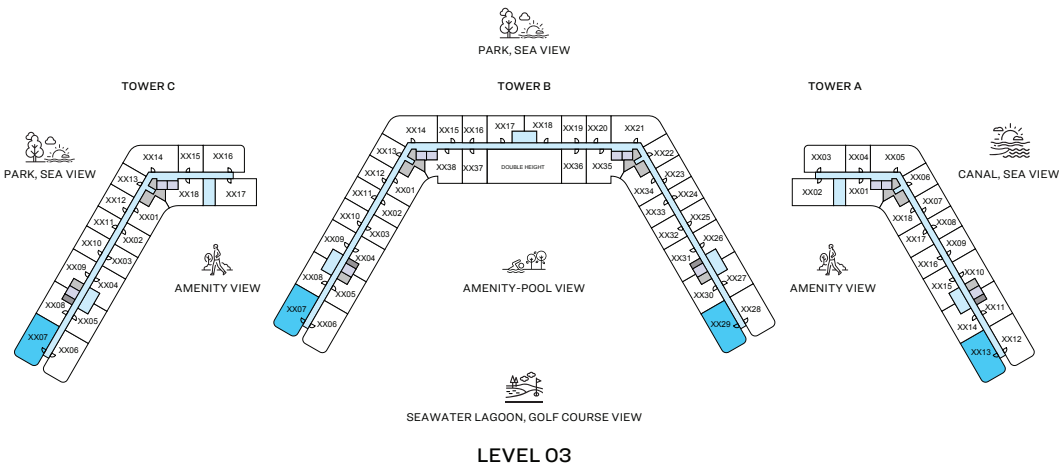 PARK, SEA VIEW
TOWER C
TOWER B
TOWER A
PARK, SEA VIEW
CANAL, SEA VIEW
XX14
XX15
XX16
XX13
XX18
XX17
XX12
XX01
XX11
XX02
XX10
XX03
XX09
XX04
XX08
XX05
XX07
XX06
AMENITY VIEW
XX14
XX15
XX16
XX17
XX18
XX19
XX20
XX21
XX13
XX38
XX37
DOUBLE HEIGHT
XX36
XX35
XX22
XX12
XX01
XX34
XX23
XX11
XX02
XX33
XX24
XX10
XX03
XX32
XX25
XX09
XX04
XX31
XX26
XX08
XX05
XX30
XX27
XX07
XX06
XX29
XX28
AMENITY-POOL VIEW
XX03
XX04
XX05
XX02
XX01
XX06
XX18
XX07
XX17
XX08
XX16
XX09
XX15
XX10
XX14
XX11
XX13
XX12
AMENITY VIEW
SEAWATER LAGOON, GOLF COURSE VIEW
LEVEL 03